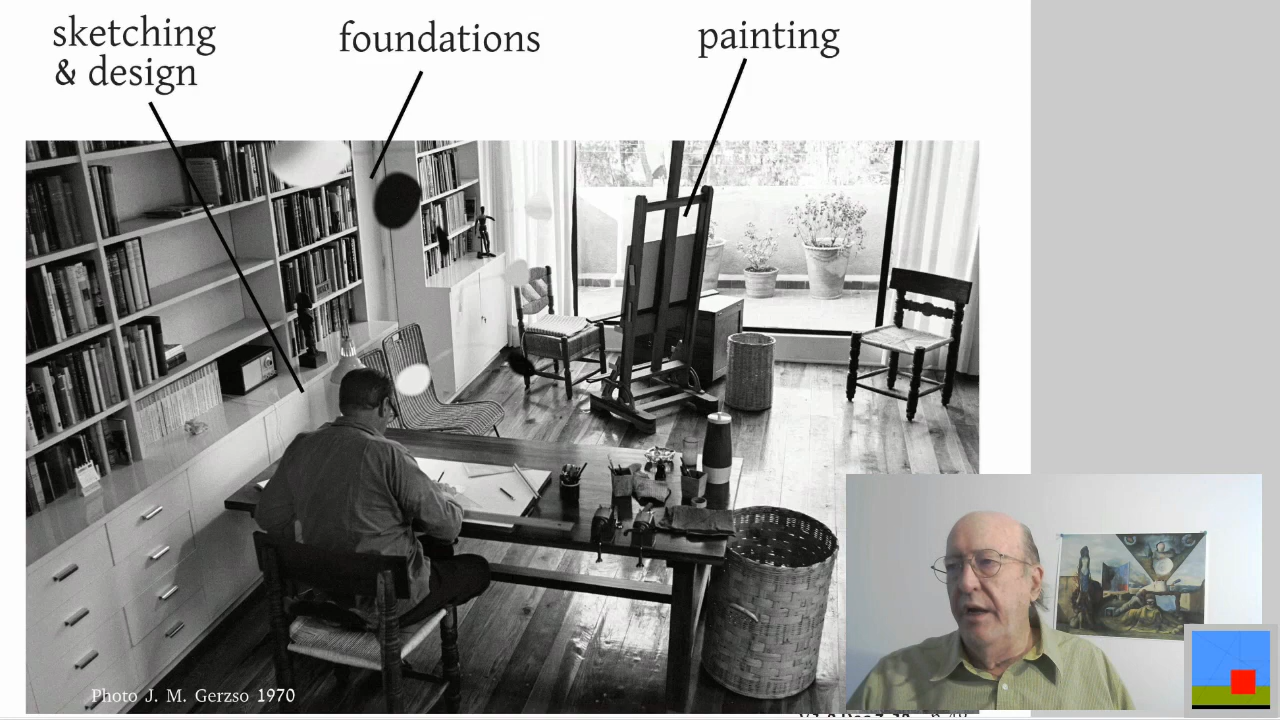 sketching
& design
foundations
painting
Photo J. M. Gerzso 1970